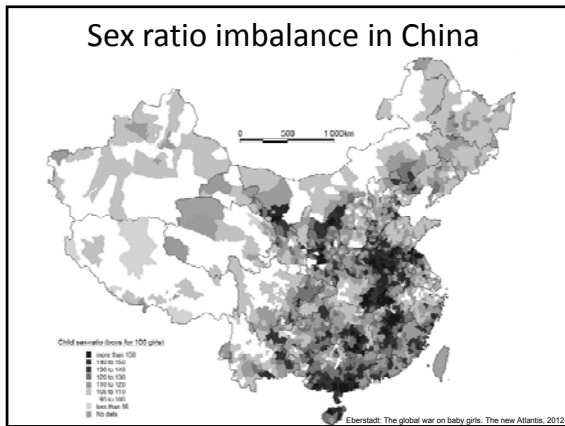 Sex ratio imbalance in China
0 500 1 000km
Child sex-ratio (boys for 100 girls)
more than 150
140 to 150
130 to 140
120 to 130
110 to 120
105 to 110
95 to 105
less than 95
No data
Eberstadt: The global war on baby girls. The new Atlantis, 2012